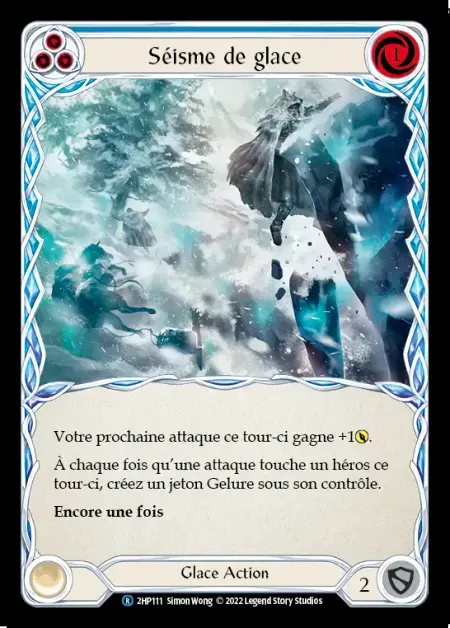 Séisme de glace
1
Votre prochaine attaque ce tour-ci gagne +1.
À chaque fois qu'une attaque touche un héros ce
tour-ci, créez un jeton Gelure sous son contrôle.
Encore une fois
Glace Action
2
R 2HP111 Simon Wong © 2022 Legend Story Studios